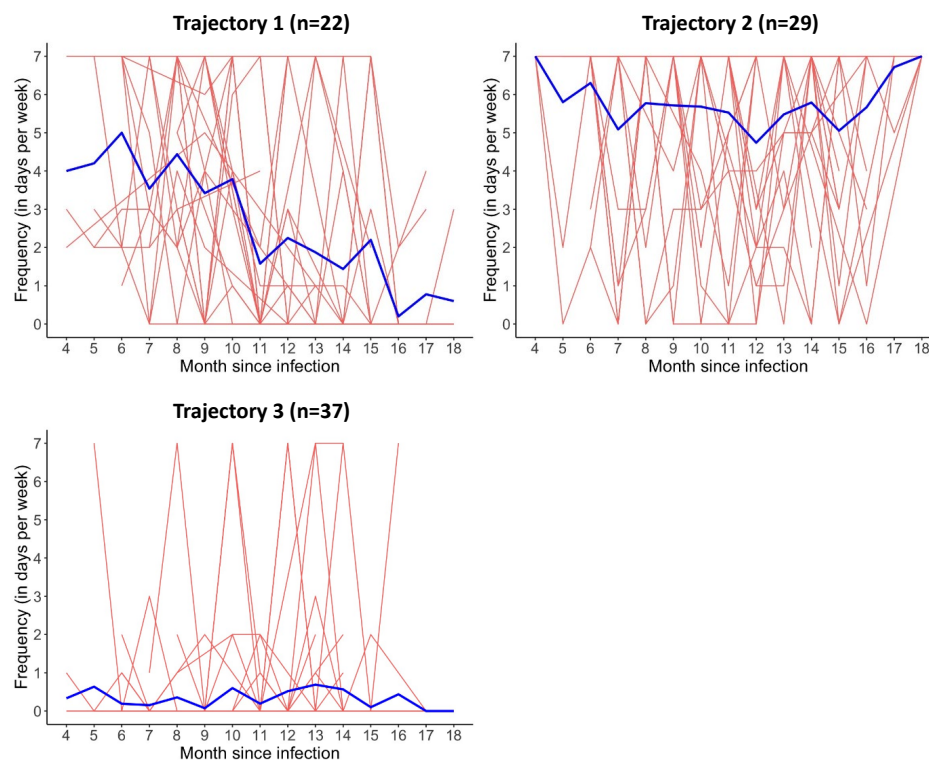 Trajectory 1 (n=22)
Frequency (in days per week)
7
6
5
4
3
2
1
0
4 5 6 7 8 9 10 11 12 13 14 15 16 17 18
Month since infection
Trajectory 2 (n=29)
Frequency (in days per week)
7
6
5
4
3
2
1
0
4 5 6 7 8 9 10 11 12 13 14 15 16 17 18
Month since infection
Trajectory 3 (n=37)
Frequency (in days per week)
7
6
5
4
3
2
1
0
4 5 6 7 8 9 10 11 12 13 14 15 16 17 18
Month since infection